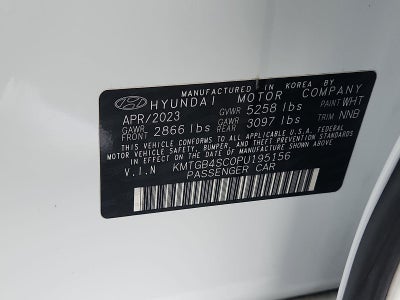 MANUFACTURED IN KOREA BY
HYUNDAI MOTOR COMPANY
APR/2023 GVWR 5258 lbs PAINT WHT
GAWR FRONT 2866 lbs GAWR REAR 3097 lbs TRIM NNB
THIS VEHICLE CONFORMS TO ALL APPLICABLE FEDERAL
MOTOR VEHICLE SAFETY, BUMPER, AND THEFT PREVENTION STANDARDS
IN EFFECT ON THE DATE OF MANUFACTURE SHOWN ABOVE.
V.I.N KMTGB4SC0PU195156
PASSENGER CAR